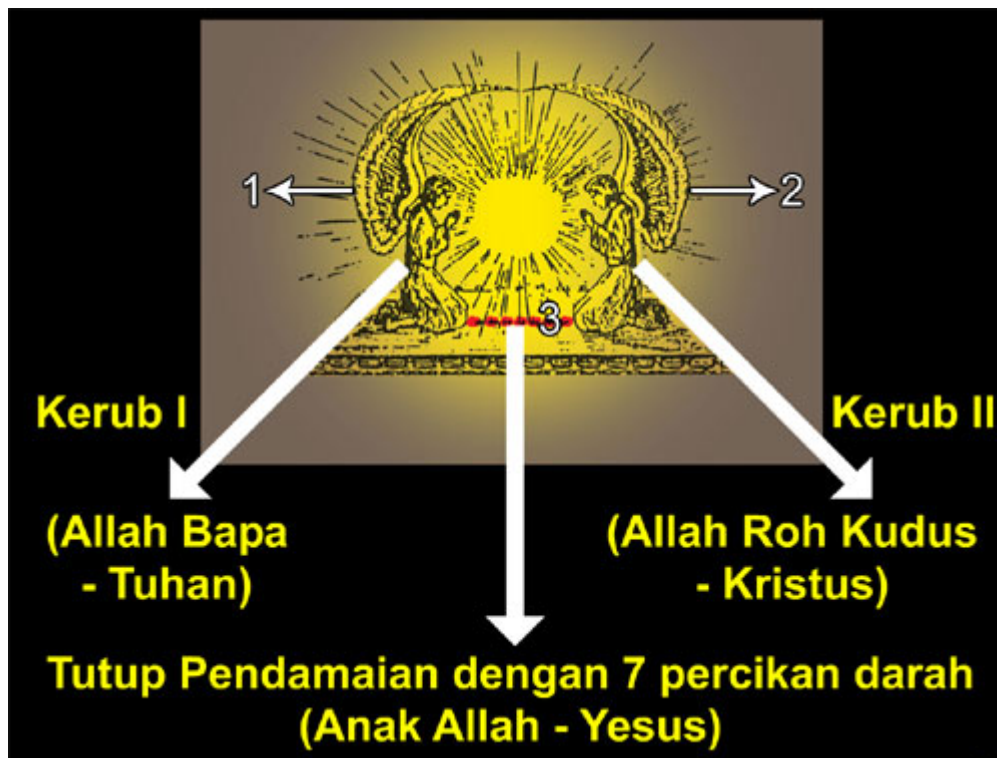 1
2
3
Kerub I
Kerub II
(Allah Bapa
- Tuhan)
(Allah Roh Kudus
- Kristus)
Tutup Pendamaian dengan 7 percikan darah
(Anak Allah - Yesus)